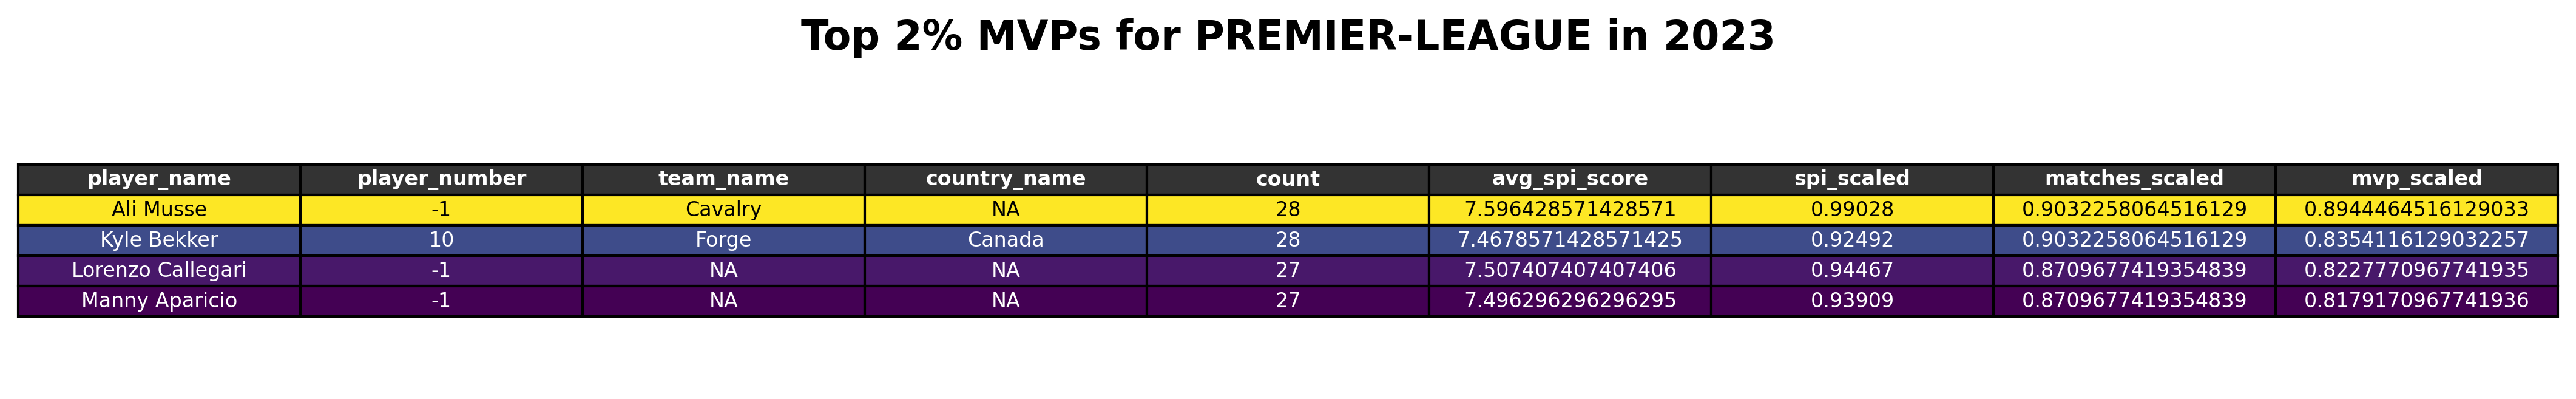 Top 2% MVPs for PREMIER-LEAGUE in 2023
player_name player_number team_name country_name count avg_spi_score spi_scaled matches_scaled mvp_scaled
Ali Musse -1 Cavalry NA 28 7.596428571428571 0.99028 0.9032258064516129 0.8944464516129033
Kyle Bekker 10 Forge Canada 28 7.4678571428571425 0.92492 0.9032258064516129 0.8354116129032257
Lorenzo Callegari -1 NA NA 27 7.507407407407406 0.94467 0.8709677419354839 0.8227770967741935
Manny Aparicio -1 NA NA 27 7.496296296296295 0.93909 0.8709677419354839 0.8179170967741936